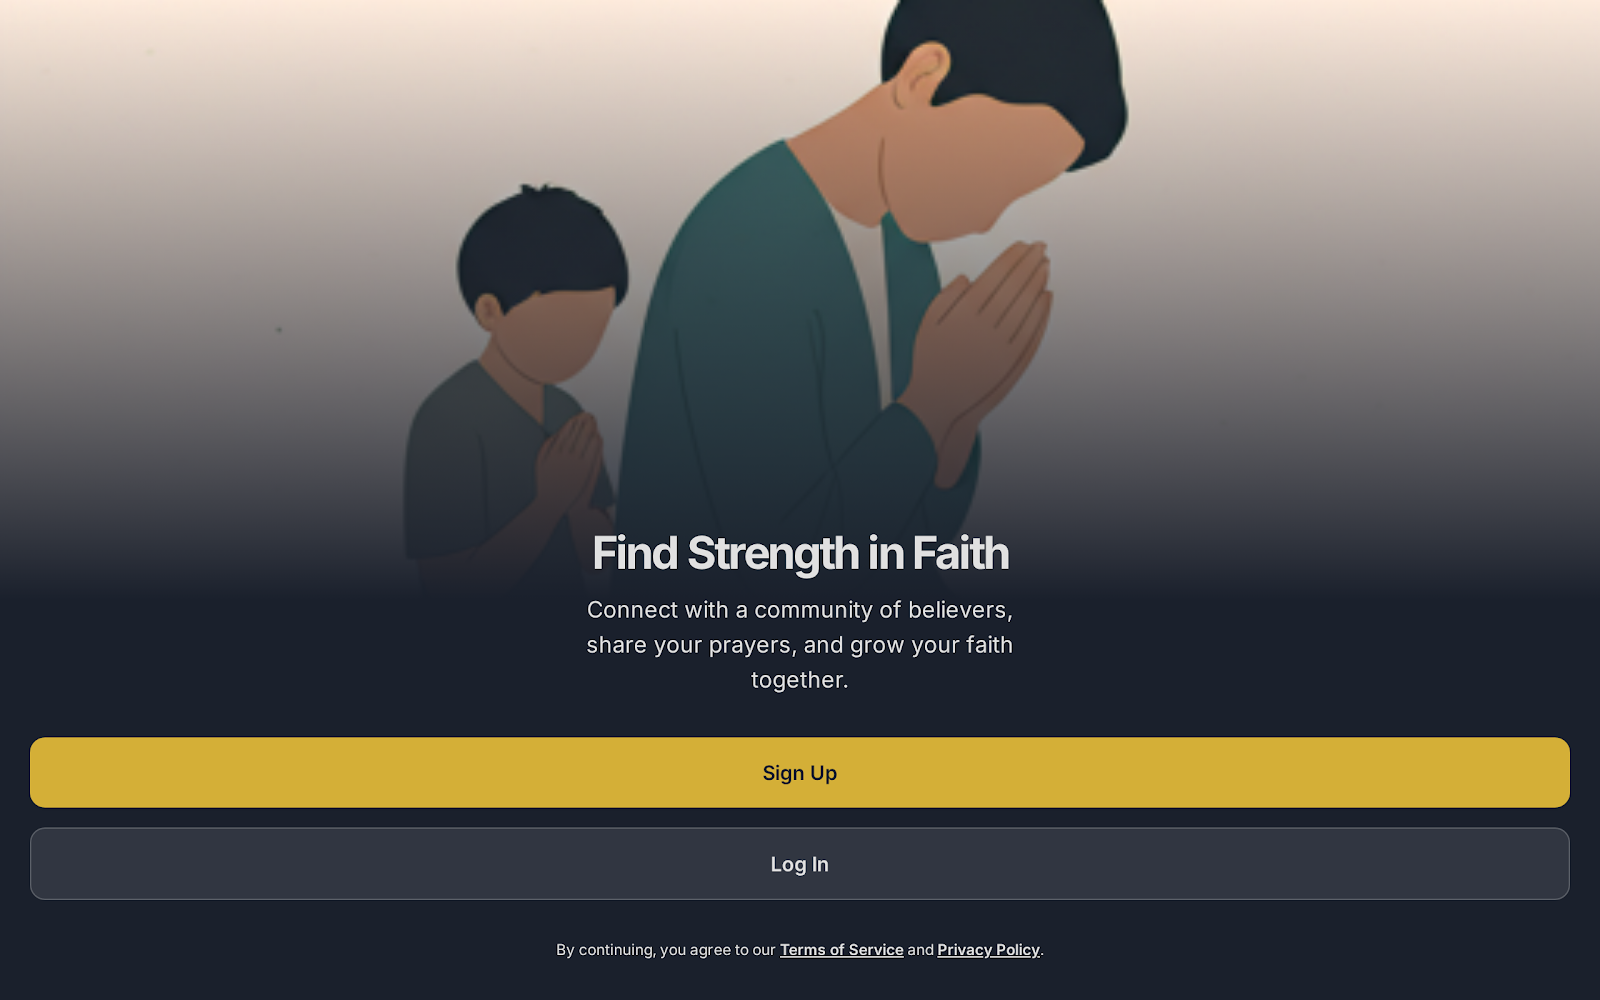 Find Strength in Faith
Connect with a community of believers,
share your prayers, and grow your faith
together.
Sign Up
Log In
By continuing, you agree to our Terms of Service and Privacy Policy.